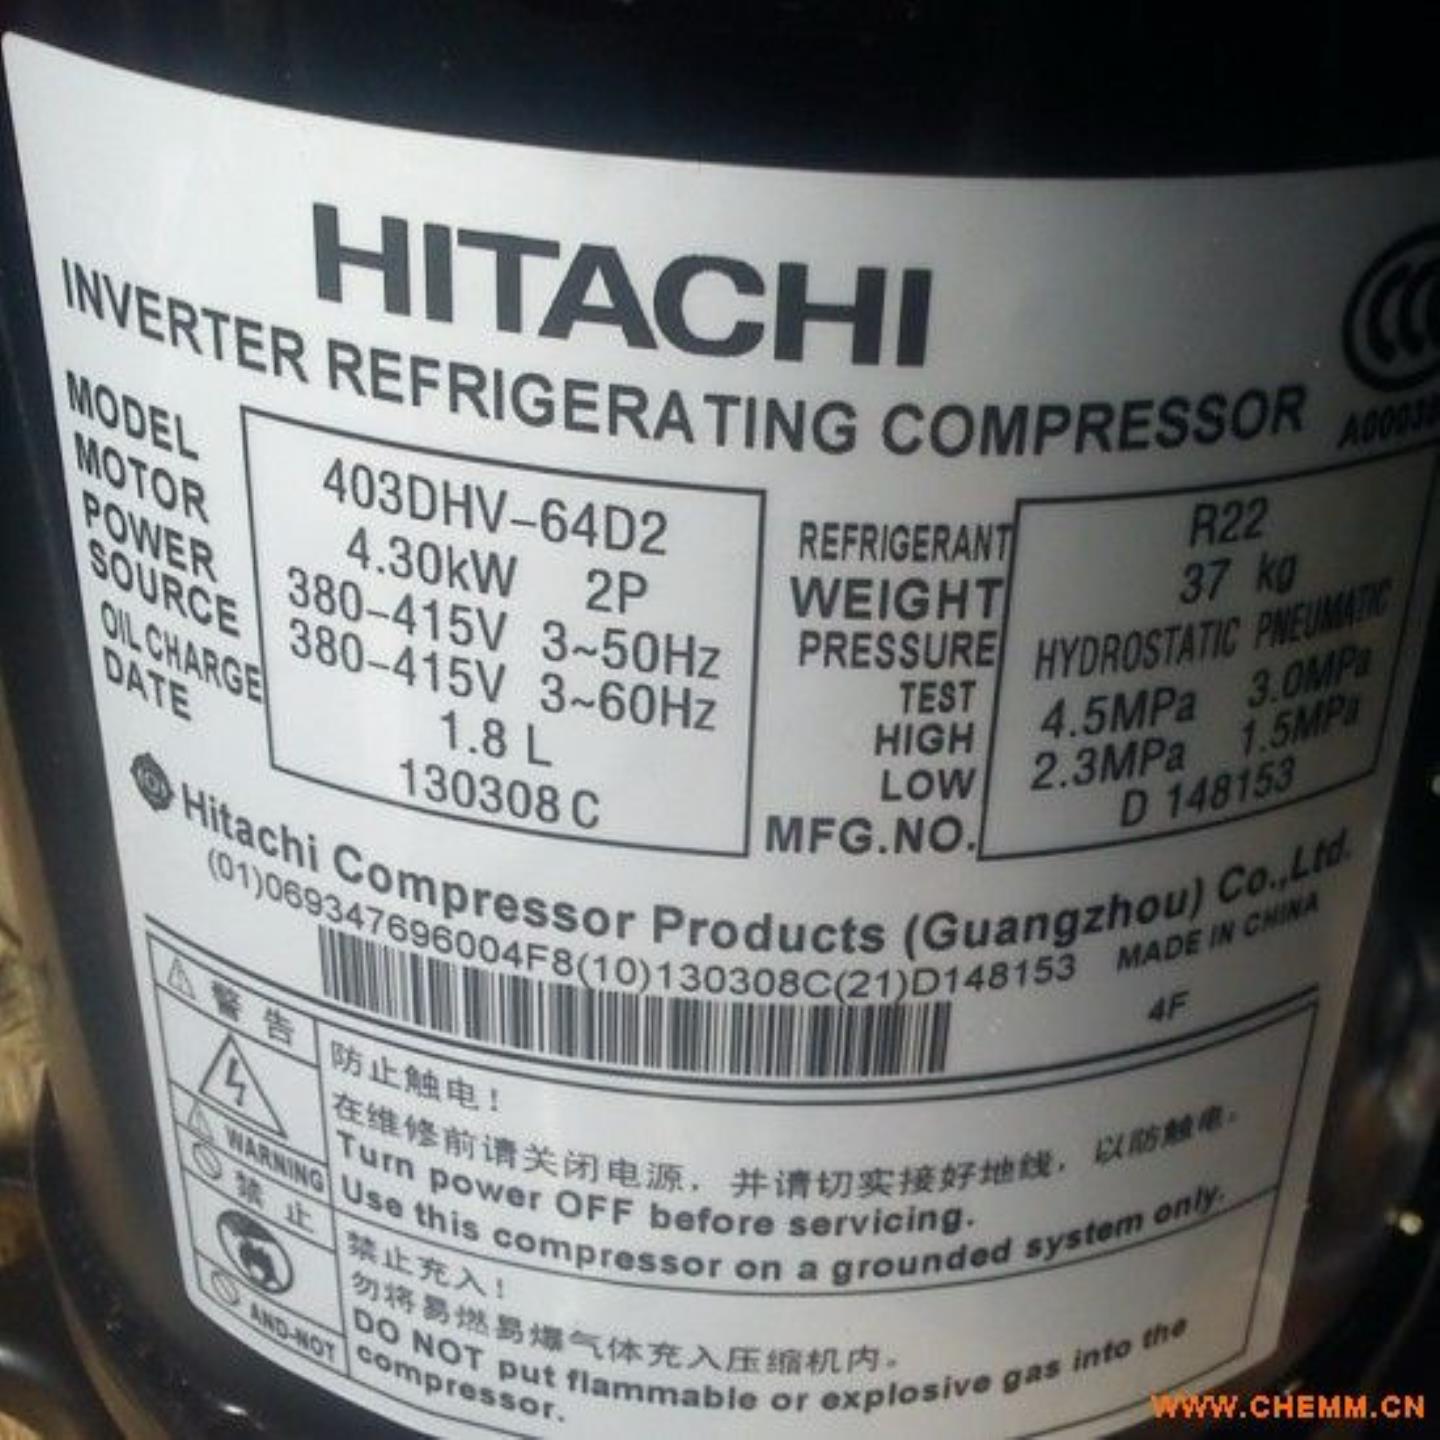 HITACHI
INVERTER REFRIGERATING COMPRESSOR
MODEL 403DHV-64D2
MOTOR 4.30kW 2P
POWER SOURCE 380-415V 3~50Hz
380-415V 3~60Hz
OIL CHARGE 1.8 L
DATE 130308 C
REFRIGERANT R22
WEIGHT 37 kg
PRESSURE HYDROSTATIC PNEUMATIC
TEST
HIGH 4.5MPa 3.0MPa
LOW 2.3MPa 1.5MPa
MFG.NO. D 148153
Hitachi Compressor Products (Guangzhou) Co.,Ltd.
(01)069347696004F8(10)130308C(21)D148153 MADE IN CHINA
4F
警告
WARNING
防止触电!
在维修前请关闭电源，并请切实接好地线，以防触电。
Turn power OFF before servicing.
Use this compressor on a grounded system only.
禁止
AND-NOT
禁止充入!
勿将易燃易爆气体充入压缩机内。
DO NOT put flammable or explosive gas into the
compressor.
WWW.CHEMM.CN